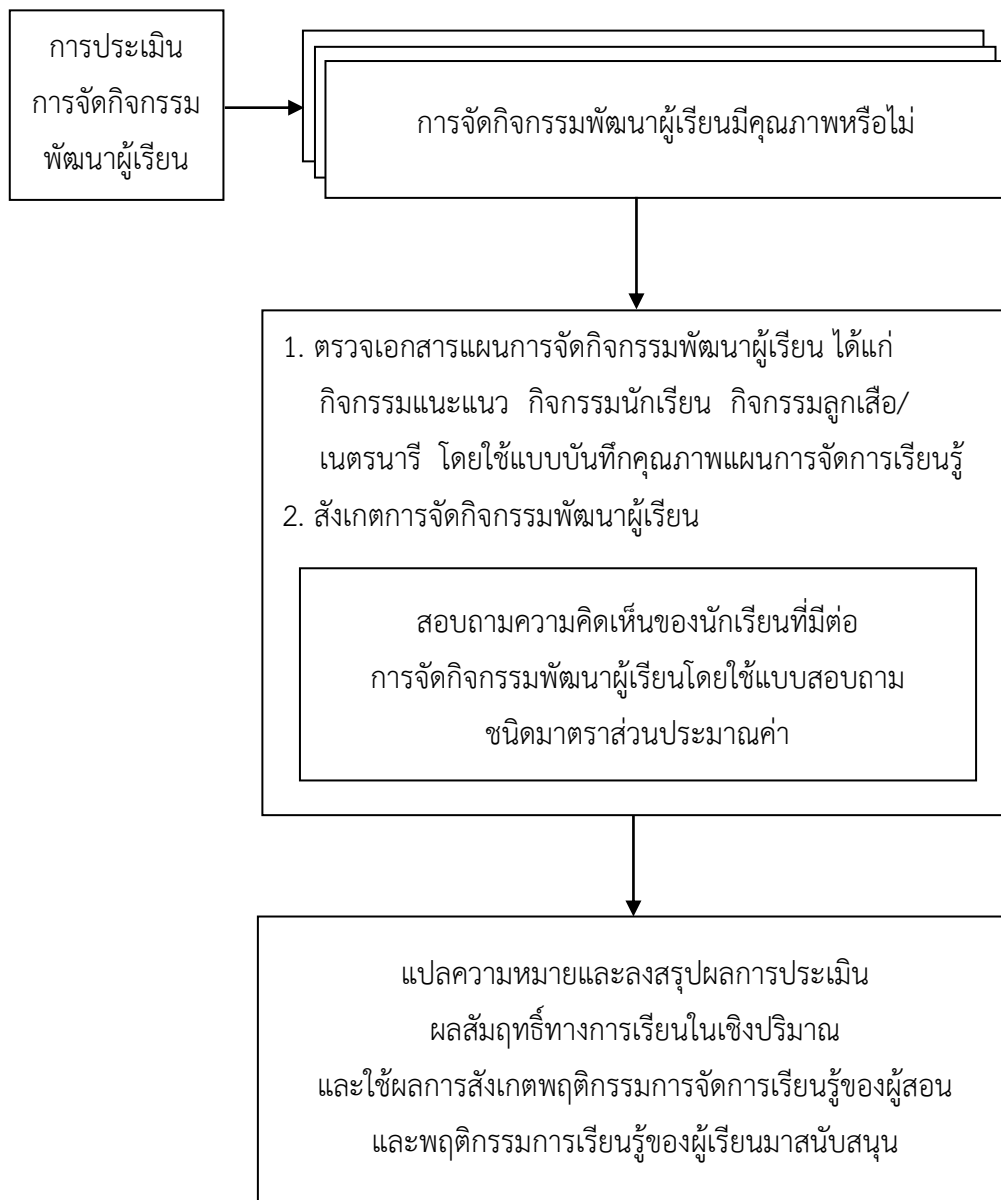 การประเมิน
การจัดกิจกรรม
พัฒนาผู้เรียน
การจัดกิจกรรมพัฒนาผู้เรียนมีคุณภาพหรือไม่
1. ตรวจเอกสารแผนการจัดกิจกรรมพัฒนาผู้เรียน ได้แก่
กิจกรรมแนะแนว กิจกรรมนักเรียน กิจกรรมลูกเสือ/
เนตรนารี โดยใช้แบบบันทึกคุณภาพแผนการจัดการเรียนรู้
2. สังเกตการจัดกิจกรรมพัฒนาผู้เรียน
สอบถามความคิดเห็นของนักเรียนที่มีต่อ
การจัดกิจกรรมพัฒนาผู้เรียนโดยใช้แบบสอบถาม
ชนิดมาตราส่วนประมาณค่า
แปลความหมายและลงสรุปผลการประเมิน
ผลสัมฤทธิ์ทางการเรียนในเชิงปริมาณ
และใช้ผลการสังเกตพฤติกรรมการจัดการเรียนรู้ของผู้สอน
และพฤติกรรมการเรียนรู้ของผู้เรียนมาสนับสนุน